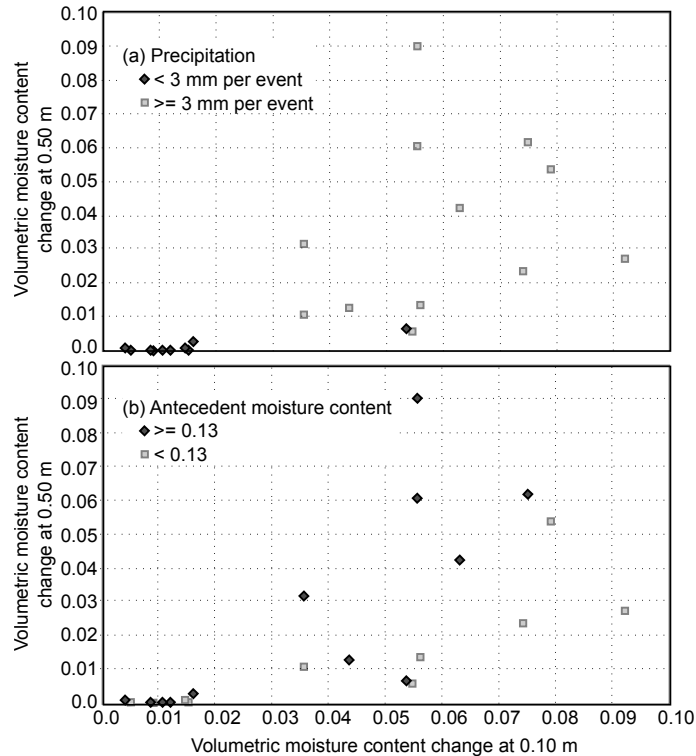 0.10
0.09
0.08
0.07
0.06
0.05
0.04
0.03
0.02
0.01
0.0
Volumetric moisture content
change at 0.50 m
(a) Precipitation
< 3 mm per event
>= 3 mm per event
0.10
0.09
0.08
0.07
0.06
0.05
0.04
0.03
0.02
0.01
0.0
Volumetric moisture content
change at 0.50 m
(b) Antecedent moisture content
>= 0.13
< 0.13
0.0 0.01 0.02 0.03 0.04 0.05 0.06 0.07 0.08 0.09 0.10
Volumetric moisture content change at 0.10 m